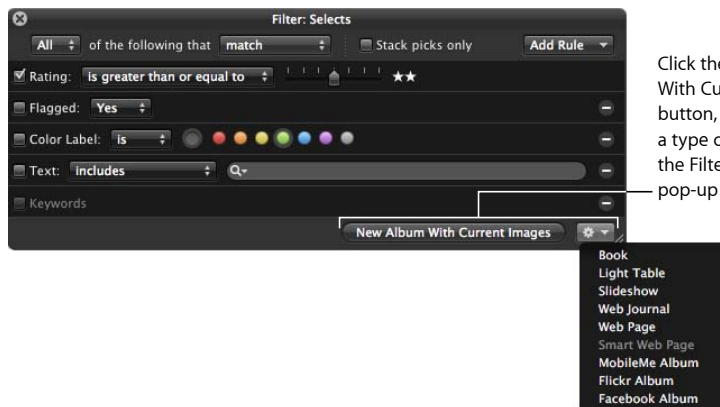 Filter: Selects
All of the following that match Stack picks only Add Rule
Rating: is greater than or equal to
Flagged: Yes
Color Label: is
Text: includes
Keywords
New Album With Current Images
Click the
With Cu
button,
a type o
the Filte
pop-up
Book
Light Table
Slideshow
Web Journal
Web Page
Smart Web Page
MobileMe Album
Flickr Album
Facebook Album